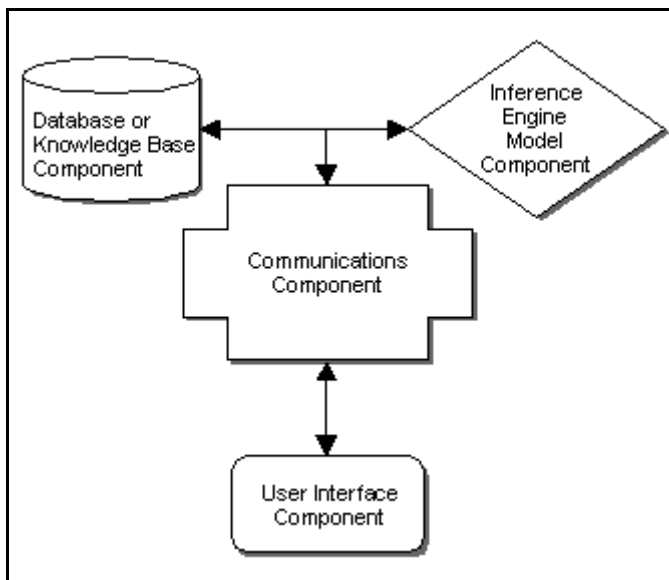 Database or
Knowledge Base
Component
Inference
Engine
Model
Component
Communications
Component
User Interface
Component